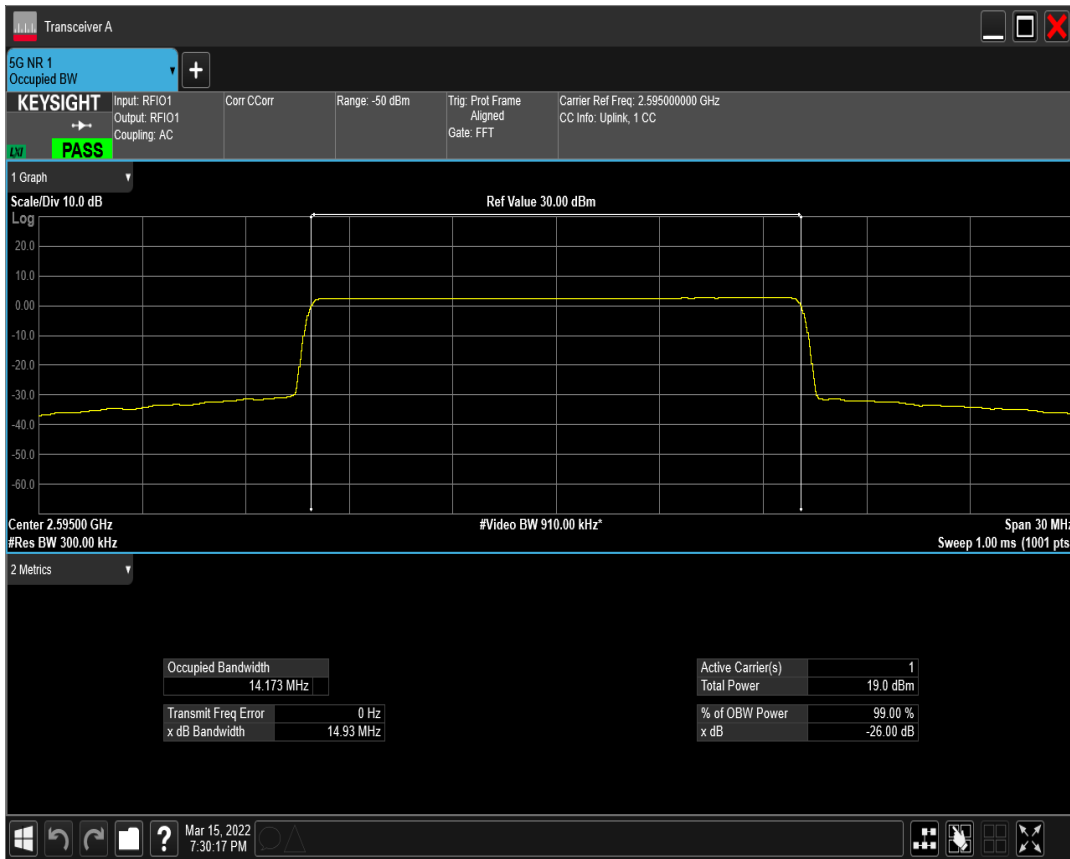 Transceiver A
5G NR 1
Occupied BW
KEYSIGHT
LXI
PASS
Input: RFIO1
Output: RFIO1
Coupling: AC
Corr CCorr
Range: -50 dBm
Trig: Prot Frame
Aligned
Gate: FFT
Carrier Ref Freq: 2.595000000 GHz
CC Info: Uplink, 1 CC
1 Graph
Scale/Div 10.0 dB
Ref Value 30.00 dBm
Log
20.0
10.0
0.00
-10.0
-20.0
-30.0
-40.0
-50.0
-60.0
Center 2.59500 GHz
#Video BW 910.00 kHz*
Span 30 MHz
#Res BW 300.00 kHz
Sweep 1.00 ms (1001 pts
2 Metrics
Occupied Bandwidth
14.173 MHz
Transmit Freq Error 0 Hz
x dB Bandwidth 14.93 MHz
Active Carrier(s) 1
Total Power 19.0 dBm
% of OBW Power 99.00 %
x dB -26.00 dB
?
Mar 15, 2022
7:30:17 PM